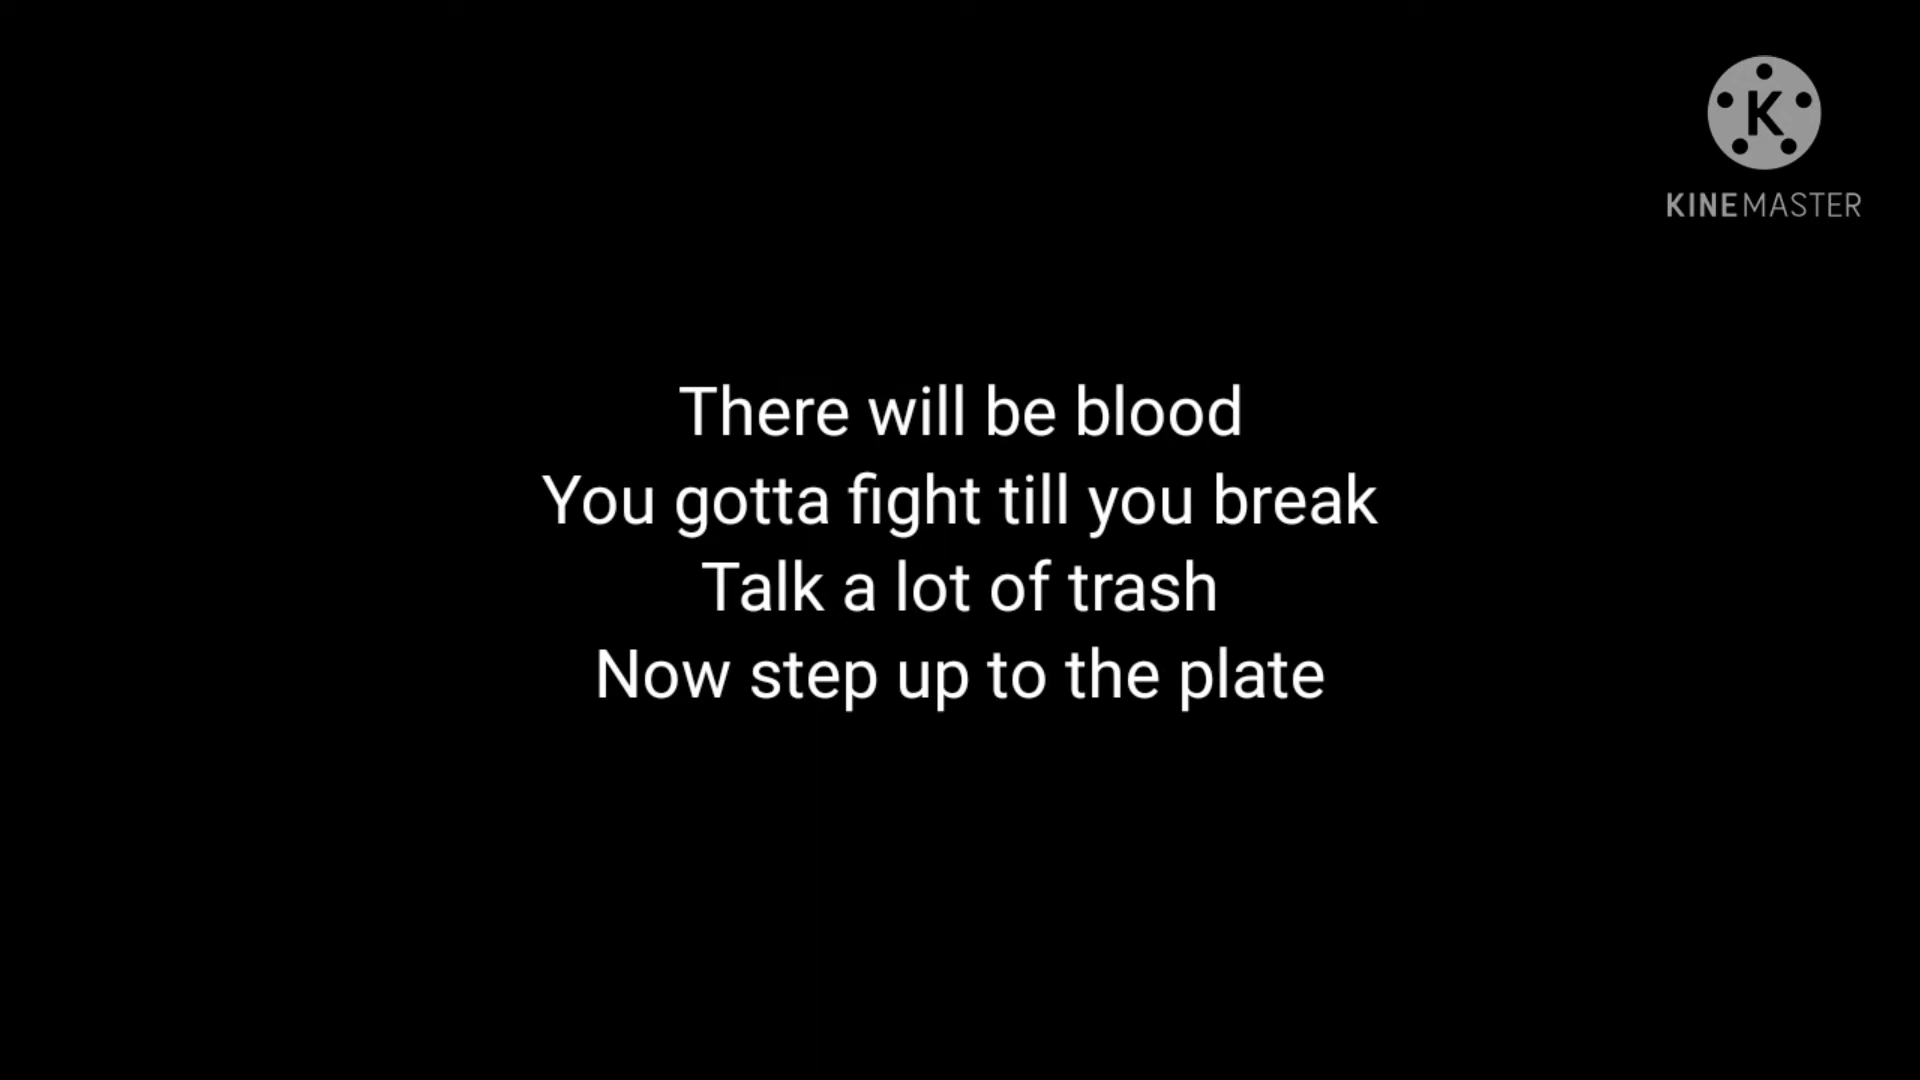 K
KINEMASTER
There will be blood
You gotta fight till you break
Talk a lot of trash
Now step up to the plate